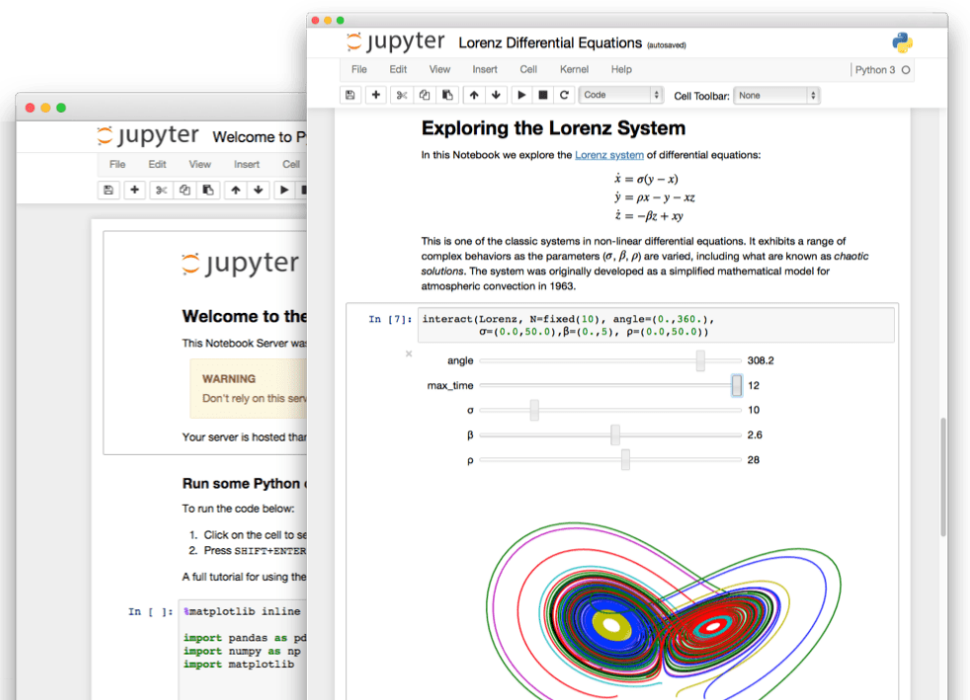 jupyter Lorenz Differential Equations (autosaved)
File Edit View Insert Cell Kernel Help Python 3
Code Cell Toolbar: None
Exploring the Lorenz System
In this Notebook we explore the Lorenz system of differential equations:
ẋ = σ(y − x)
ẏ = ρx − y − xz
ż = −βz + xy
This is one of the classic systems in non-linear differential equations. It exhibits a range of
complex behaviors as the parameters (σ, β, ρ) are varied, including what are known as chaotic
solutions. The system was originally developed as a simplified mathematical model for
atmospheric convection in 1963.
In [7]: interact(Lorenz, N=fixed(10), angle=(0.,360.),
σ=(0.0,50.0),β=(0.,5), ρ=(0.0,50.0))
angle 308.2
max_time 12
σ 10
β 2.6
ρ 28
jupyter Welcome to P
File Edit View Insert Cell
jupyter
Welcome to the
This Notebook Server was
WARNING
Don't rely on this serv
Your server is hosted than
Run some Python
To run the code below:
1. Click on the cell to se
2. Press SHIFT+ENTER
A full tutorial for using the
In [ ]: %matplotlib inline
import pandas as pd
import numpy as np
import matplotlib